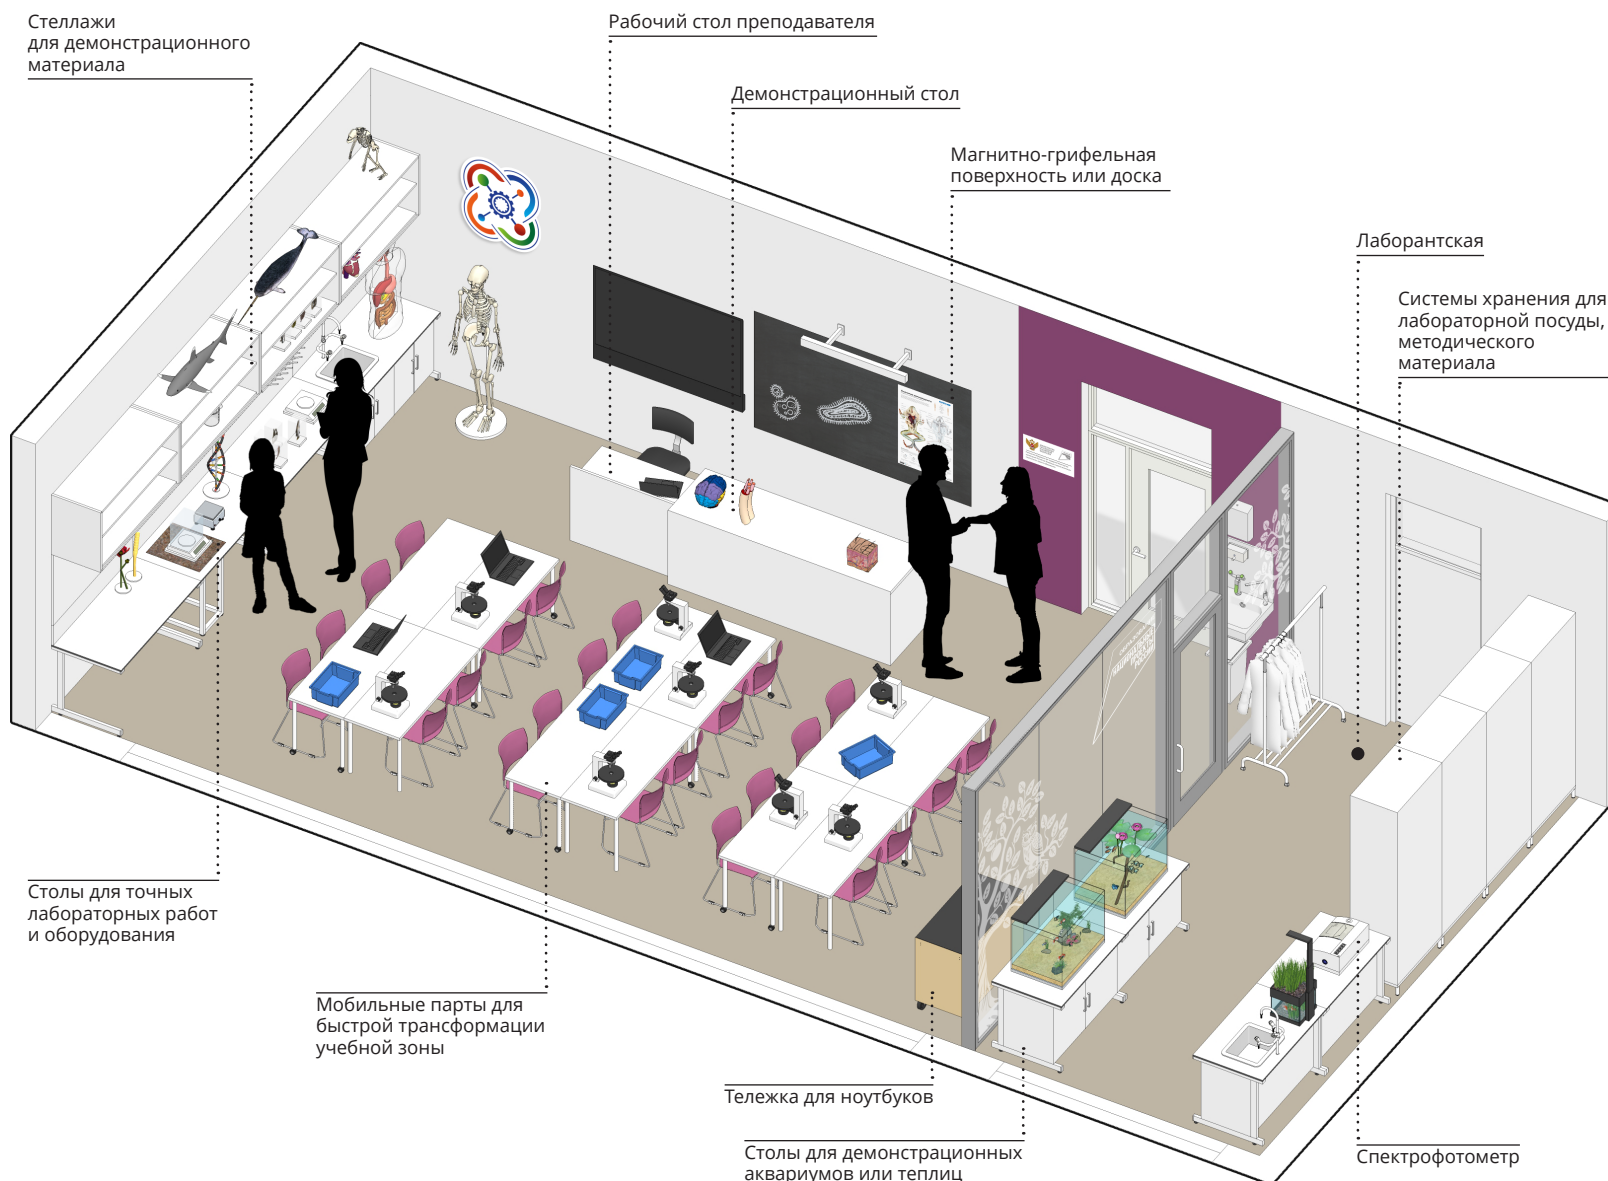 Стеллажи
для демонстрационного
материала
Рабочий стол преподавателя
Демонстрационный стол
Магнитно-грифельная
поверхность или доска
Лаборантская
Системы хранения для
лабораторной посуды,
методического
материала
Столы для точных
лабораторных работ
и оборудования
Мобильные парты для
быстрой трансформации
учебной зоны
Тележка для ноутбуков
Столы для демонстрационных
аквариумов или теплиц
Спектрофотометр